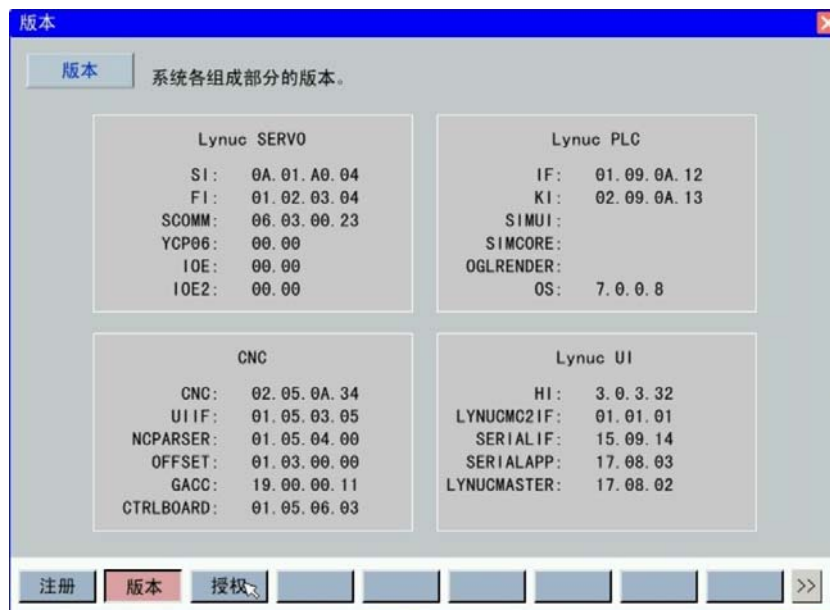 版本
版本 系统各组成部分的版本。
Lynuc SERVO
SI: 0A.01.A0.04
FI: 01.02.03.04
SCOMM: 06.03.00.23
YCP06: 00.00
IOE: 00.00
IOE2: 00.00
Lynuc PLC
IF: 01.09.0A.12
KI: 02.09.0A.13
SIMUI:
SIMCORE:
OGLRENDER:
OS: 7.0.0.8
CNC
CNC: 02.05.0A.34
UIIF: 01.05.03.05
NCPARSER: 01.05.04.00
OFFSET: 01.03.00.00
GACC: 19.00.00.11
CTRLBOARD: 01.05.06.03
Lynuc UI
HI: 3.0.3.32
LYNUCMC2IF: 01.01.01
SERIALIF: 15.09.14
SERIALAPP: 17.08.03
LYNUCMASTER: 17.08.02
注册 版本 授权 >>